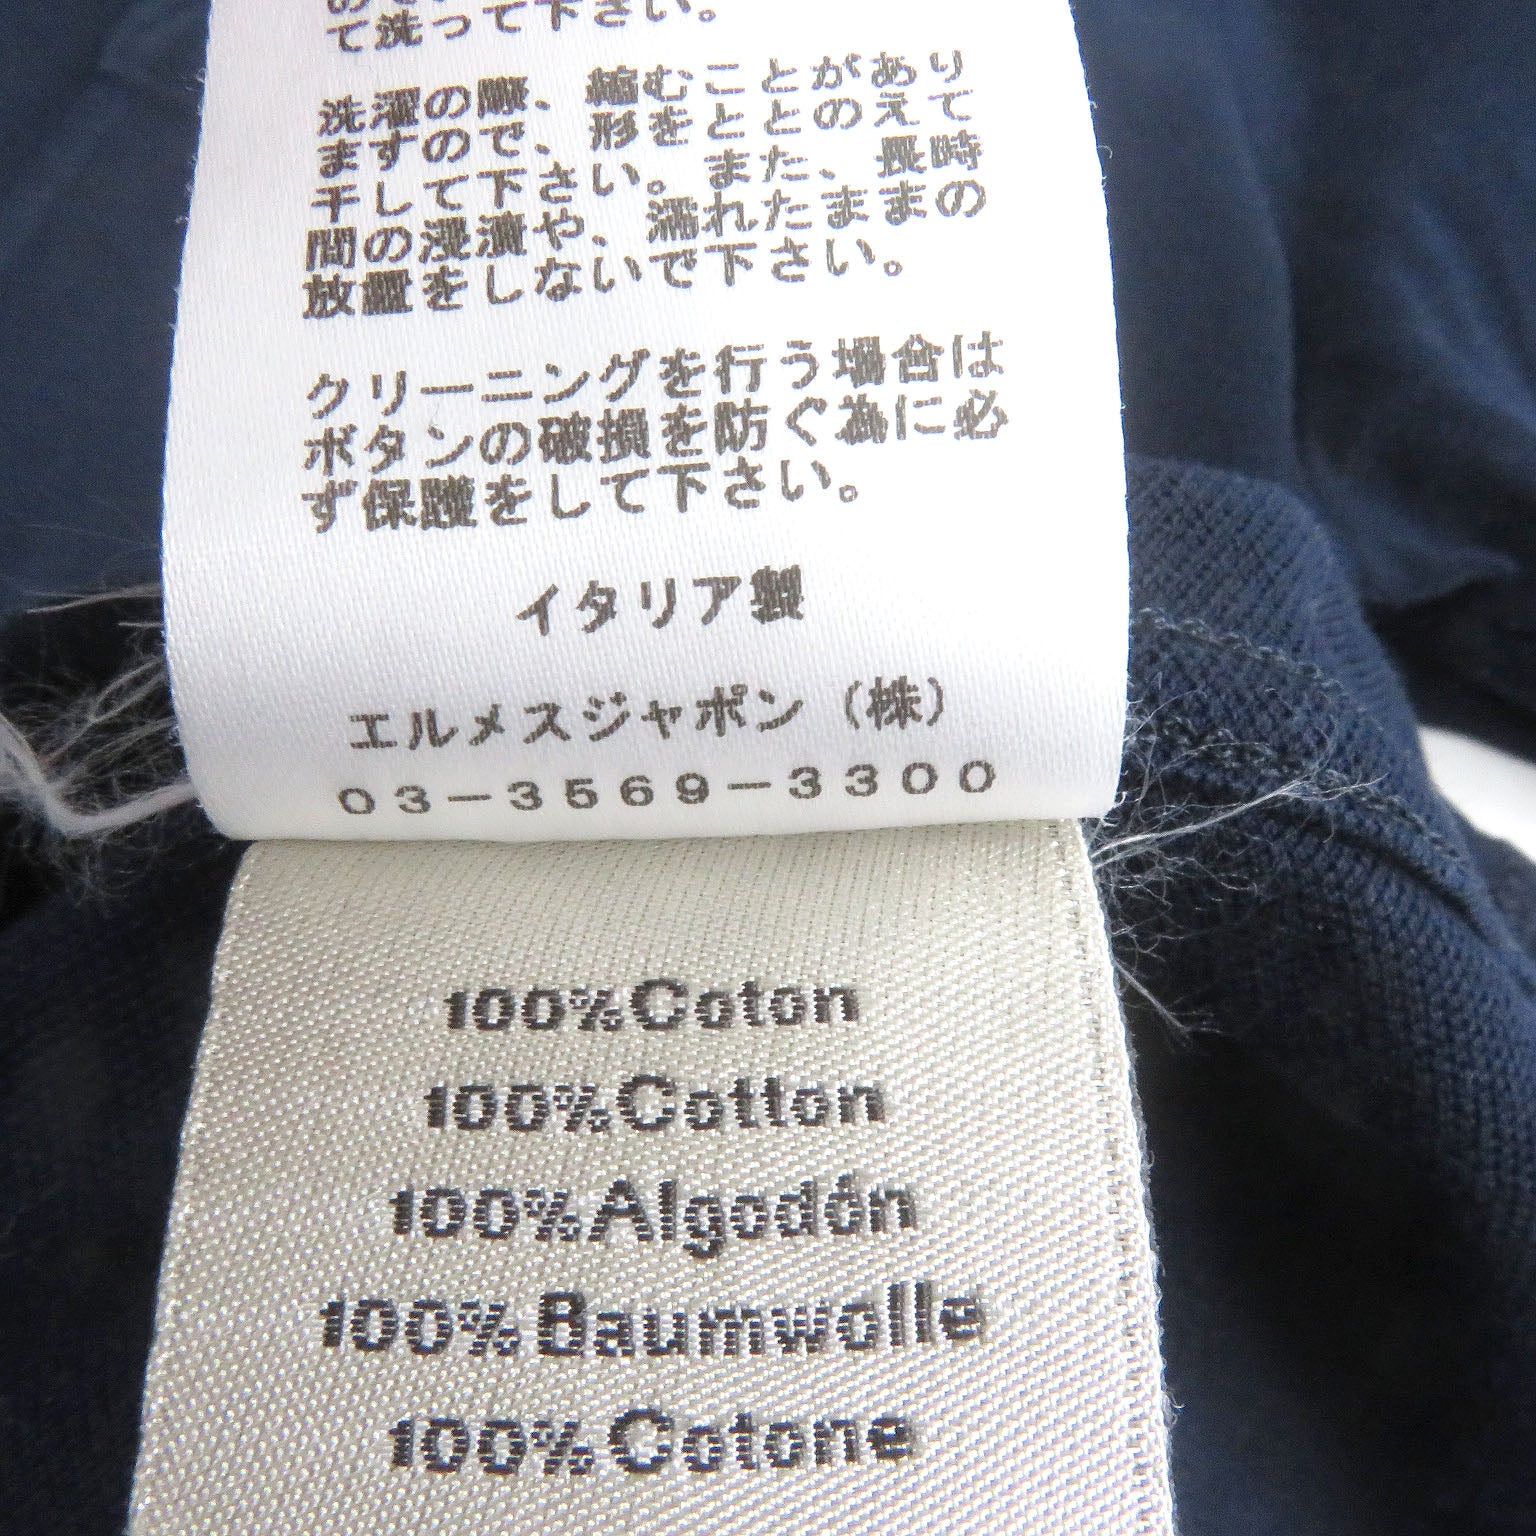 て洗って下さい。
洗濯の際、縮むことがあり
ますので、形をととのえて
干して下さい。また、長時
間の浸漬や、濡れたままの
放置をしないで下さい。
クリーニングを行う場合は
ボタンの破損を防ぐ為に必
ず保護をして下さい。
イタリア製
エルメスジャポン（株）
03-3569-3300
100%Coton
100%Cotton
100%Algodón
100%Baumwolle
100%Cotone